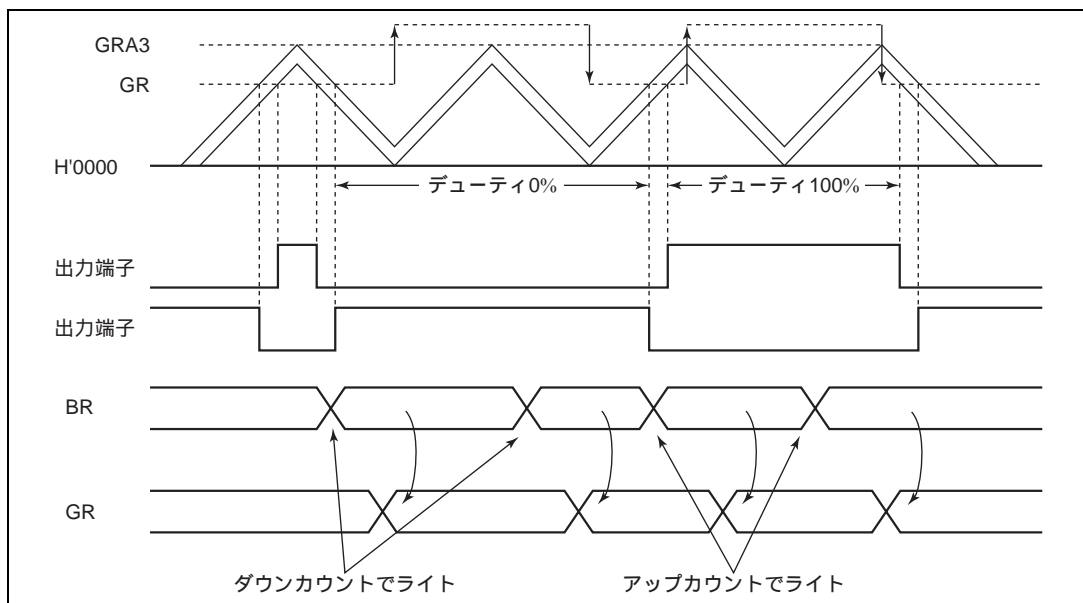 GRA3
GR
H'0000
デューティ0%
デューティ100%
出力端子
出力端子
BR
GR
ダウンカウントでライト
アップカウントでライト